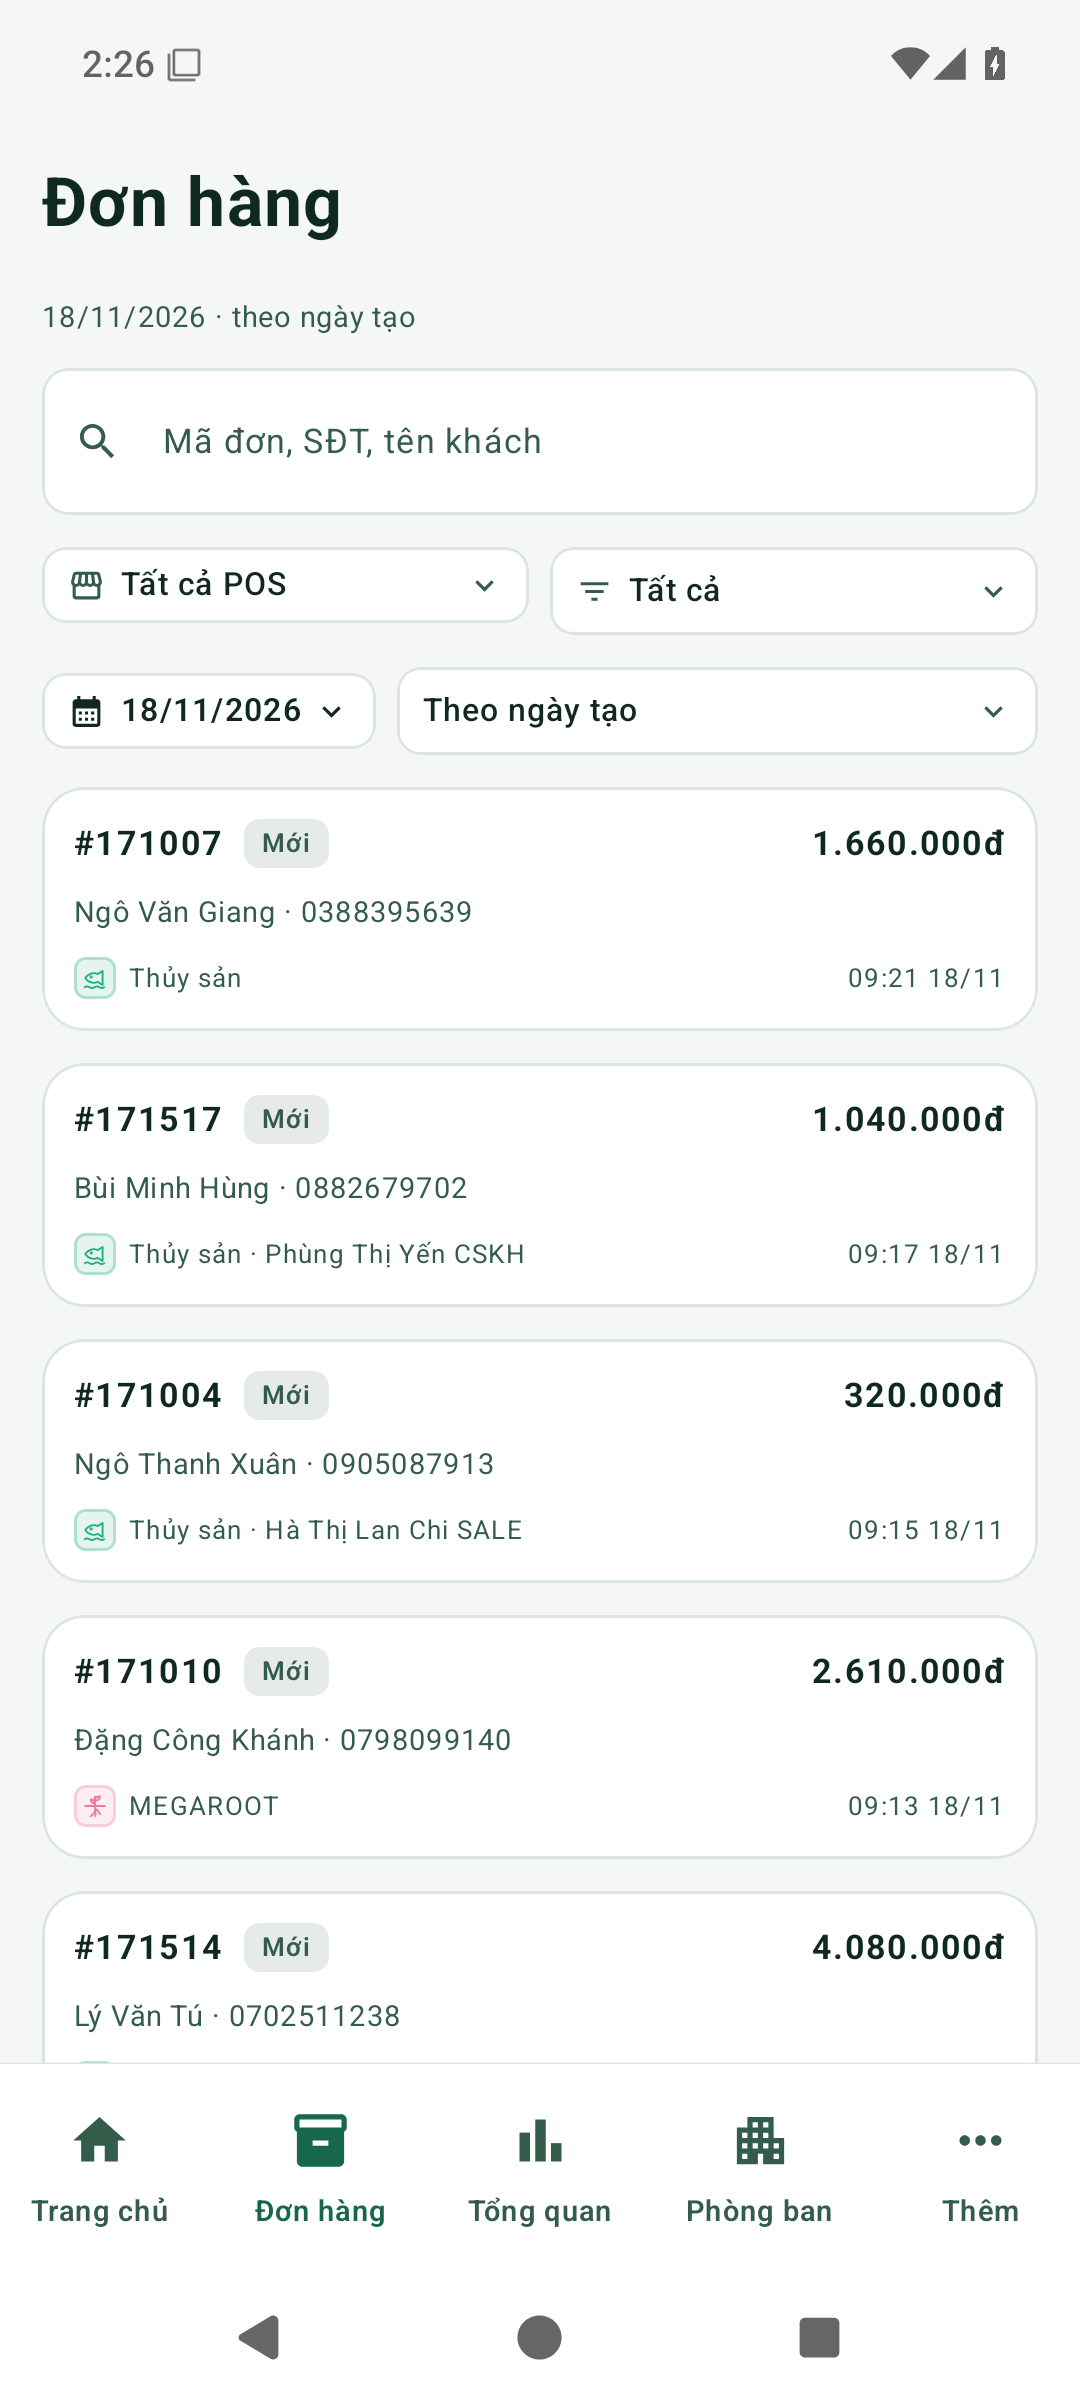 2:26
Đơn hàng
18/11/2026 · theo ngày tạo
Mã đơn, SĐT, tên khách
Tất cả POS
Tất cả
18/11/2026
Theo ngày tạo
#171007 Mới 1.660.000đ
Ngô Văn Giang · 0388395639
Thủy sản 09:21 18/11
#171517 Mới 1.040.000đ
Bùi Minh Hùng · 0882679702
Thủy sản · Phùng Thị Yến CSKH 09:17 18/11
#171004 Mới 320.000đ
Ngô Thanh Xuân · 0905087913
Thủy sản · Hà Thị Lan Chi SALE 09:15 18/11
#171010 Mới 2.610.000đ
Đặng Công Khánh · 0798099140
MEGAROOT 09:13 18/11
#171514 Mới 4.080.000đ
Lý Văn Tú · 0702511238
Trang chủ
Đơn hàng
Tổng quan
Phòng ban
Thêm